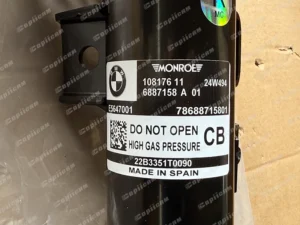 MC
MONROE
108176 11 24W494
6887158 A 01
E5647001 78688715801
DO NOT OPEN
HIGH GAS PRESSURE
CB
22B3351T0090
MADE IN SPAIN